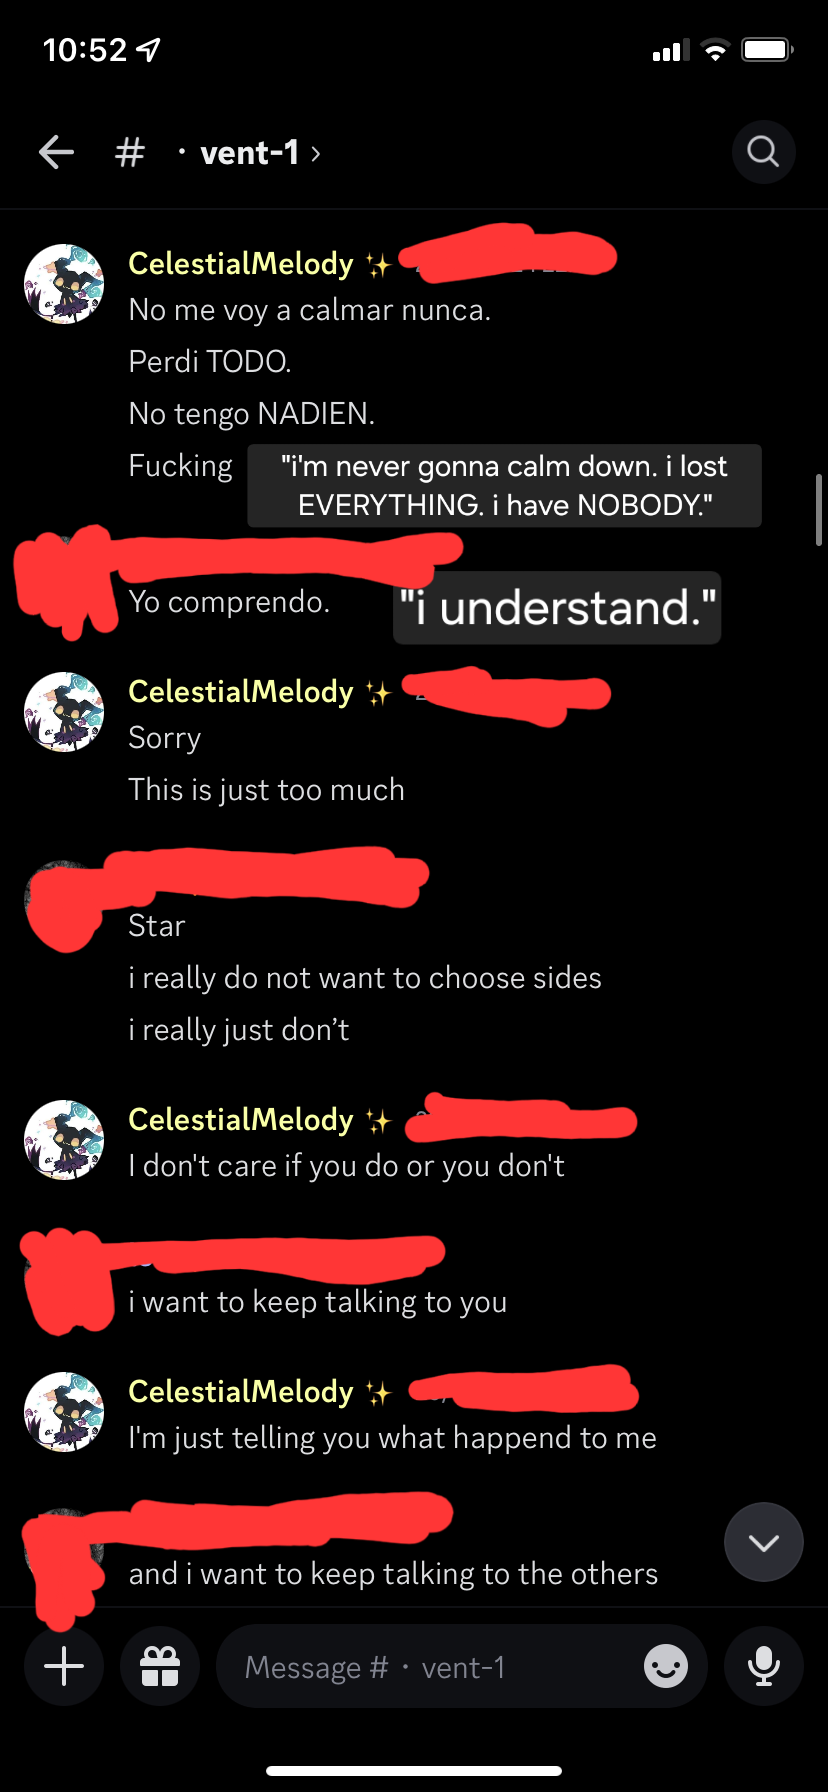 10:52
# · vent-1 ›
CelestialMelody ✨
No me voy a calmar nunca.
Perdi TODO.
No tengo NADIEN.
Fucking
"i'm never gonna calm down. i lost
EVERYTHING. i have NOBODY."
Yo comprendo.
"i understand."
CelestialMelody ✨
Sorry
This is just too much
Star
i really do not want to choose sides
i really just don’t
CelestialMelody ✨
I don't care if you do or you don't
i want to keep talking to you
CelestialMelody ✨
I'm just telling you what happend to me
and i want to keep talking to the others
Message # · vent-1